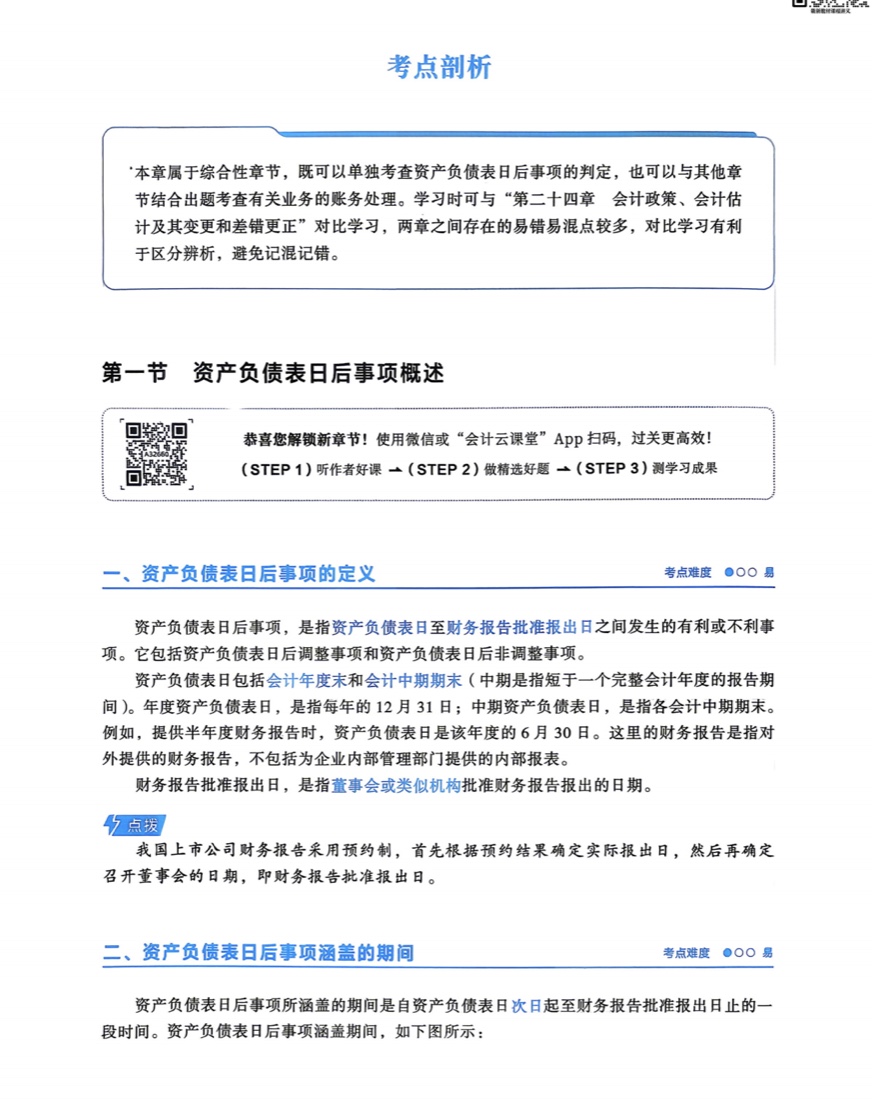 考点剖析
本章属于综合性章节，既可以单独考查资产负债表日后事项的判定，也可以与其他章
节结合出题考查有关业务的账务处理。学习时可与“第二十四章　会计政策、会计估
计及其变更和差错更正”对比学习，两章之间存在的易错易混点较多，对比学习有利
于区分辨析，避免记混记错。
第一节　资产负债表日后事项概述
恭喜您解锁新章节！使用微信或“会计云课堂”App 扫码，过关更高效！
（STEP 1）听作者好课 →（STEP 2）做精选好题 →（STEP 3）测学习成果
一、资产负债表日后事项的定义　考点难度 ●○○ 易
资产负债表日后事项，是指资产负债表日至财务报告批准报出日之间发生的有利或不利事
项。它包括资产负债表日后调整事项和资产负债表日后非调整事项。
资产负债表日包括会计年度末和会计中期期末（中期是指短于一个完整会计年度的报告期
间）。年度资产负债表日，是指每年的 12 月 31 日；中期资产负债表日，是指各会计中期期末。
例如，提供半年度财务报告时，资产负债表日是该年度的 6 月 30 日。这里的财务报告是指对
外提供的财务报告，不包括为企业内部管理部门提供的内部报表。
财务报告批准报出日，是指董事会或类似机构批准财务报告报出的日期。
点拨
我国上市公司财务报告采用预约制，首先根据预约结果确定实际报出日，然后再确定
召开董事会的日期，即财务报告批准报出日。
二、资产负债表日后事项涵盖的期间　考点难度 ●○○ 易
资产负债表日后事项所涵盖的期间是自资产负债表日次日起至财务报告批准报出日止的一
段时间。资产负债表日后事项涵盖期间，如下图所示：